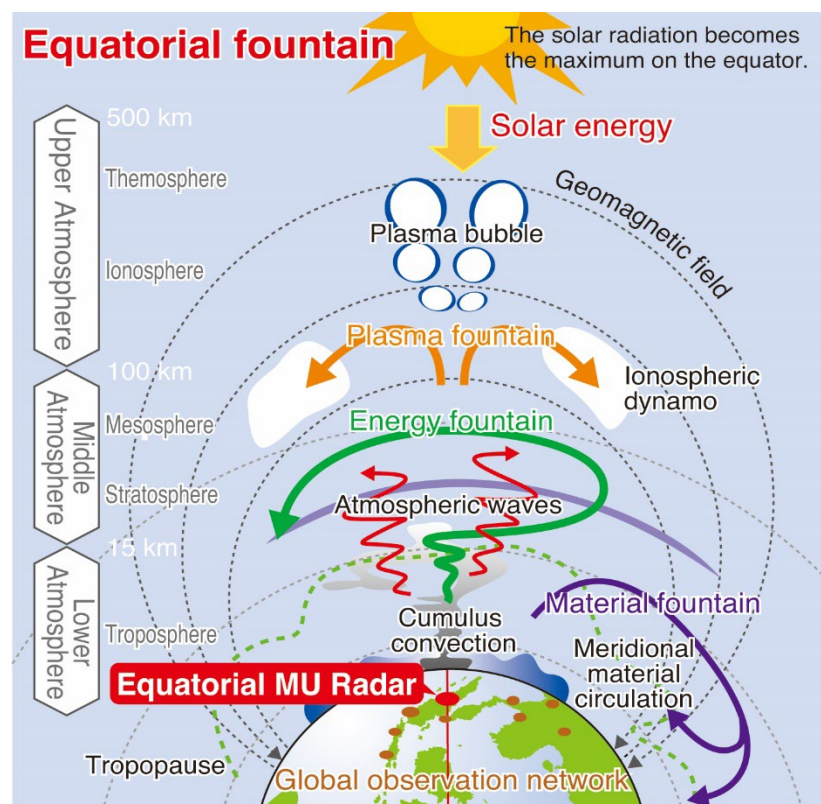 Equatorial fountain
The solar radiation becomes
the maximum on the equator.
500 km
Solar energy
Upper Atmosphere
Themosphere
Geomagnetic field
Plasma bubble
Ionosphere
Plasma fountain
100 km
Ionospheric
dynamo
Middle
Atmosphere
Mesosphere
Energy fountain
Stratosphere
Atmospheric waves
15 km
Lower
Atmosphere
Material fountain
Troposphere
Cumulus
convection
Meridional
material
circulation
Equatorial MU Radar
Tropopause
Global observation network